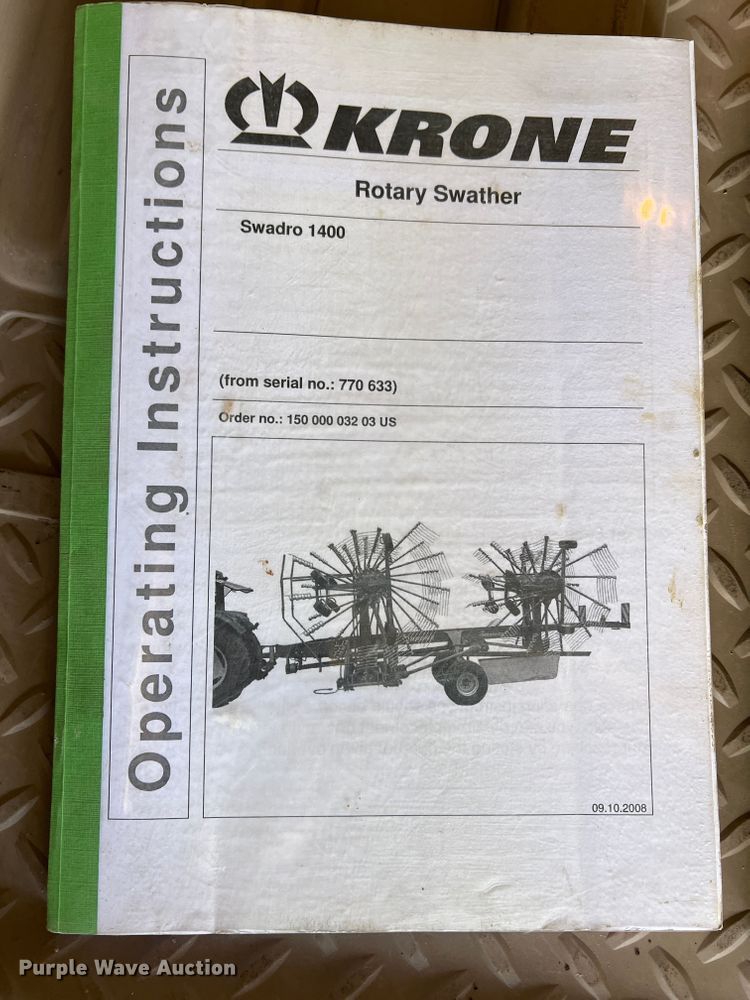 KRONE
Rotary Swather
Swadro 1400
(from serial no.: 770 633)
Order no.: 150 000 032 03 US
Operating Instructions
09.10.2008
Purple Wave Auction